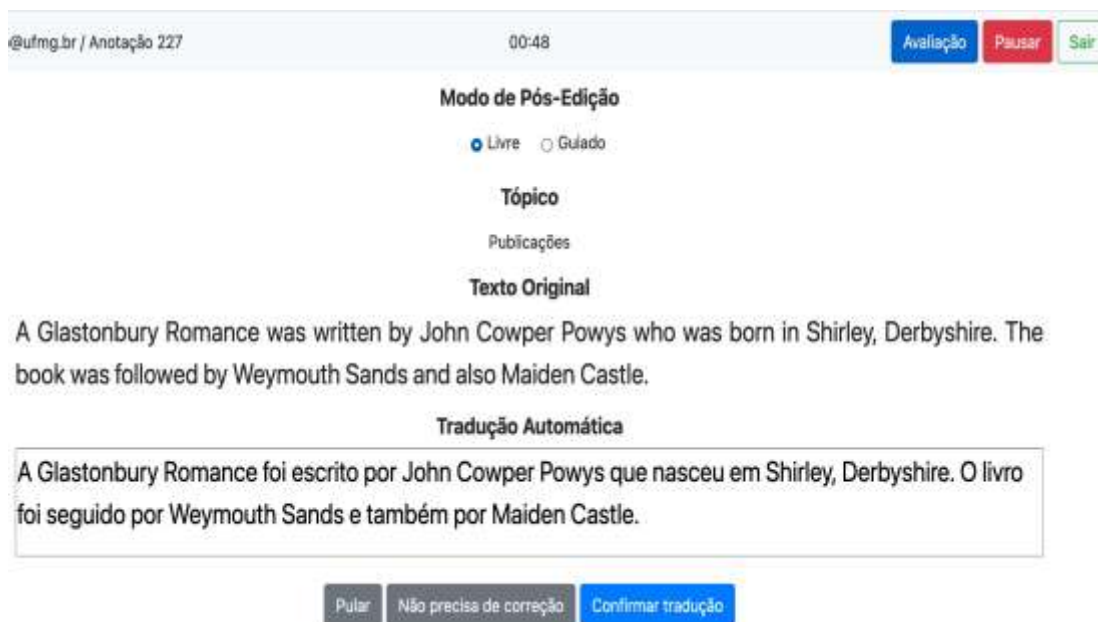 @ufmg.br / Anotação 227 00:48 Avaliação Pausar Sair
Modo de Pós-Edição
Livre Guiado
Tópico
Publicações
Texto Original
A Glastonbury Romance was written by John Cowper Powys who was born in Shirley, Derbyshire. The
book was followed by Weymouth Sands and also Maiden Castle.
Tradução Automática
A Glastonbury Romance foi escrito por John Cowper Powys que nasceu em Shirley, Derbyshire. O livro
foi seguido por Weymouth Sands e também por Maiden Castle.
Pular Não precisa de correção Confirmar tradução